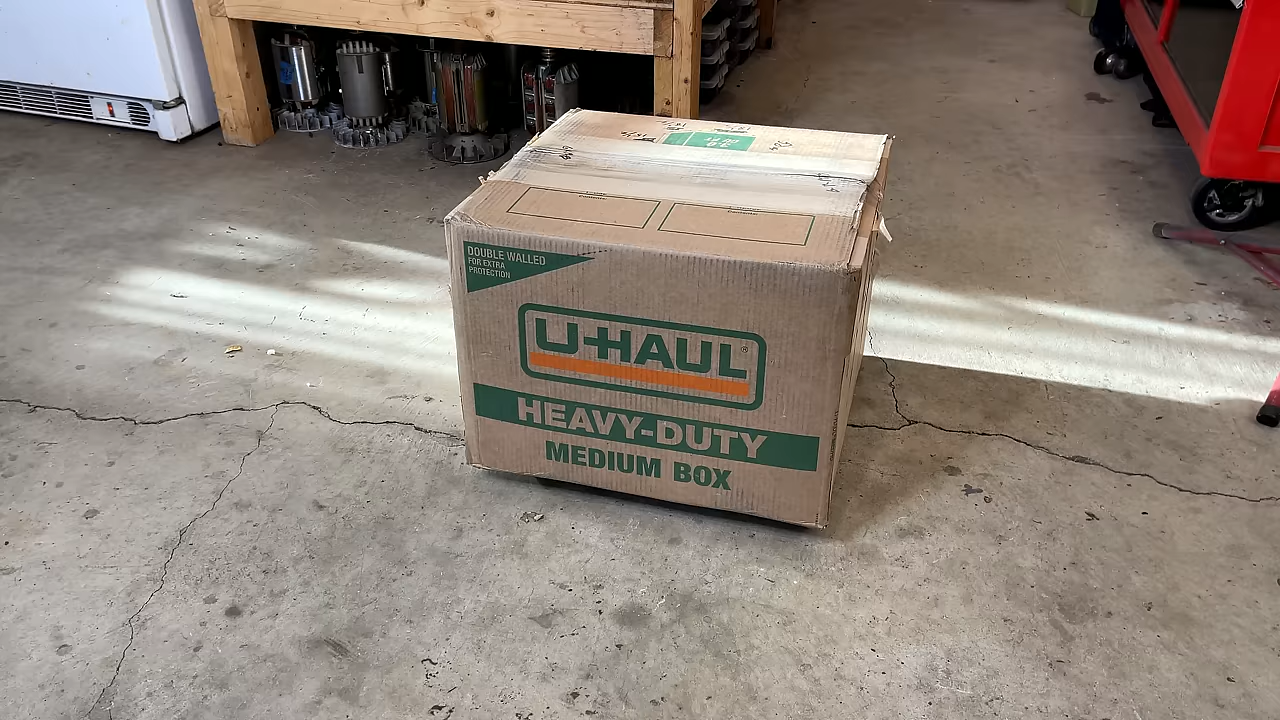 DOUBLE WALLED
FOR EXTRA
PROTECTION
U-HAUL®
HEAVY-DUTY
MEDIUM BOX